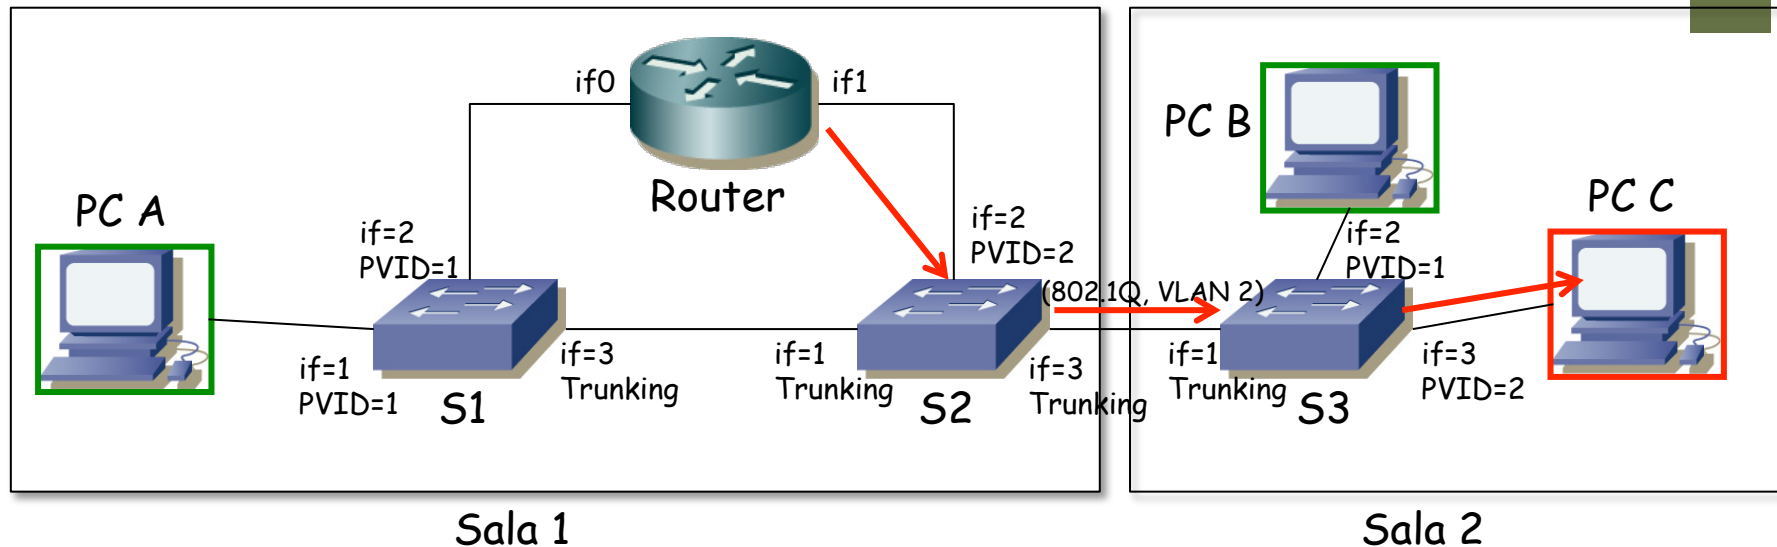 if0
if1
Router
PC A
if=2
PVID=1
if=1
PVID=1
S1
if=3
Trunking
if=1
Trunking
S2
if=2
PVID=2
(802.1Q, VLAN 2)
if=3
Trunking
PC B
PC C
if=2
PVID=1
if=1
Trunking
S3
if=3
PVID=2
Sala 1
Sala 2